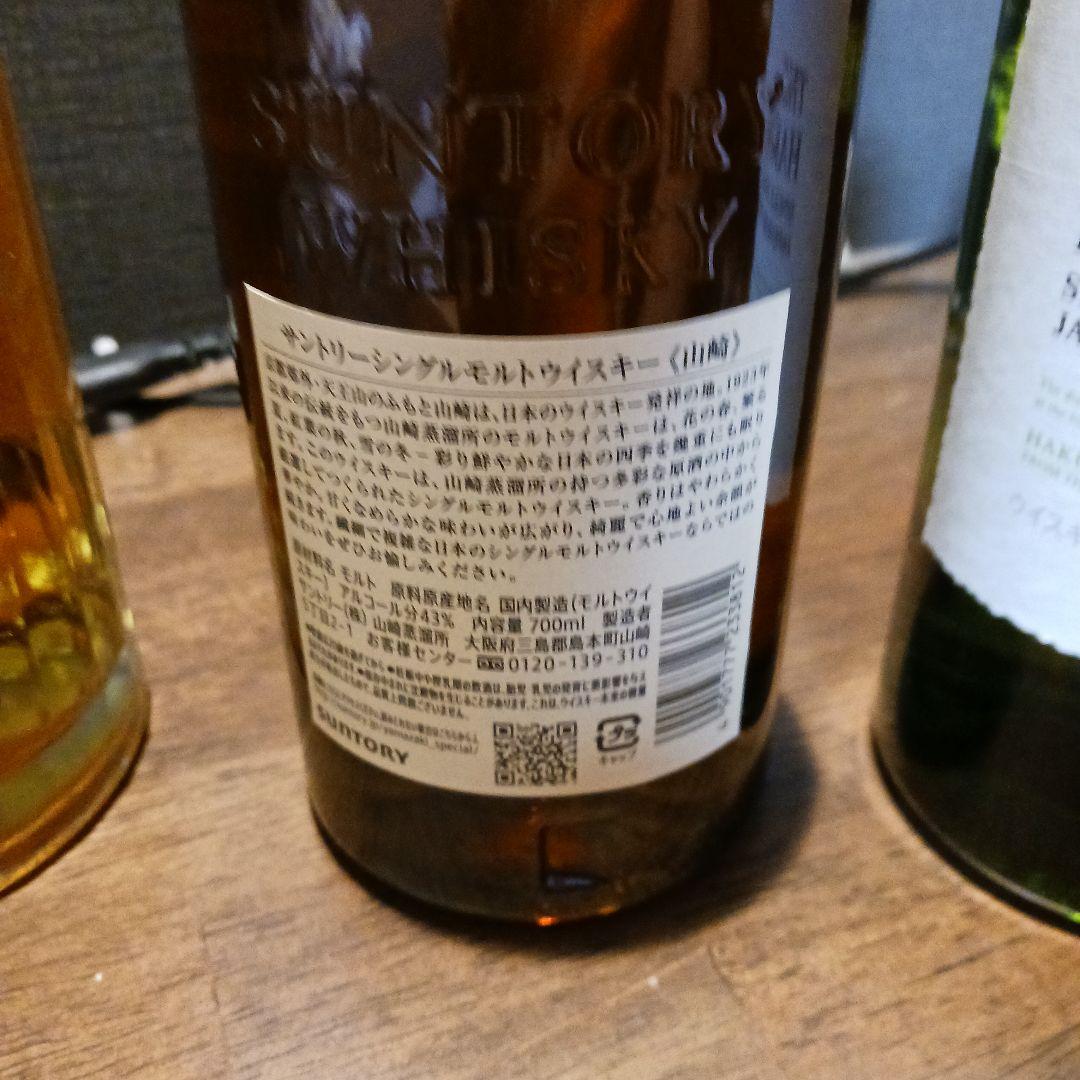 SUNTORY
WHISKY
サントリーシングルモルトウイスキー《山崎》
天王山のふもと山崎は、日本のウイスキー発祥の地。1923年
の伝統をもつ山崎蒸溜所のモルトウイスキーは、花の春、
紅葉の秋、雪の冬－彩り鮮やかな日本の四季を幾重にも眠り
ます。このウイスキーは、山崎蒸溜所の持つ多彩な原酒の中から
厳選してつくられたシングルモルトウイスキー。香りはやわらかく
華やか。甘くなめらかな味わいが広がり、綺麗で心地よい余韻が
続きます。繊細で複雑な日本のシングルモルトウイスキーならではの
味わいをぜひお愉しみください。
原材料名 モルト 原料原産地名 国内製造(モルトウイ
スキー) アルコール分43% 内容量 700ml 製造者
サントリー(株) 山崎蒸溜所 大阪府三島郡島本町山崎
5丁目2-1 お客様センター 0120-139-310
SUNTORY
キャップ
HAK
ウイスキ